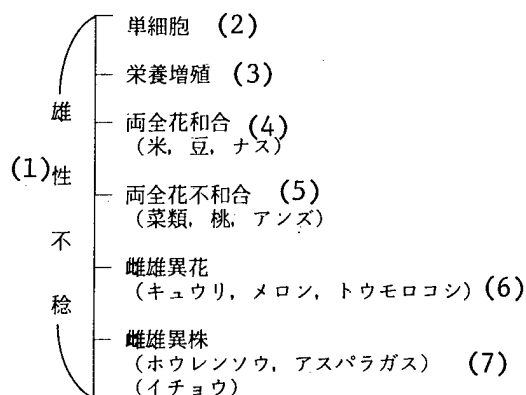 単細胞 (2)
栄養増殖 (3)
両全花和合 (4)
(米, 豆, ナス)
(1) 雄性不稔
両全花不和合 (5)
(菜類, 桃, アンズ)
雌雄異花
(キュウリ, メロン, トウモロコシ) (6)
雌雄異株
(ホウレンソウ, アスパラガス) (7)
(イチョウ)